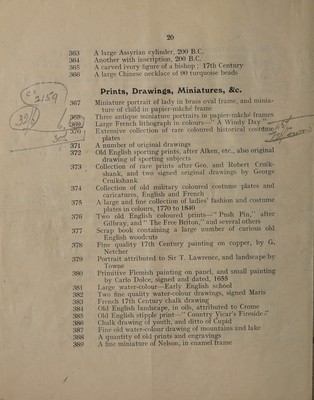 20
363 A large Assyrian cylinder, 200 B.C.
364 Another with inscription, 200 B.C.
365 A carved ivory figure of a bishop; 17th Century
366 A large Chinese necklace of 90 turquoise beads
Prints, Drawings, Miniatures, &c.
367 Miniature portrait of lady in brass oval frame, and minia-
ture of child in papier-mâché frame
368 Three antique miniature portraits in papier-mâché frames
369 Large French lithograph in colours—"A Windy Day"
370 Extensive collection of rare coloured historical costume
plates
371 A number of original drawings
372 Old English sporting prints, after Alken, etc., also original
drawing of sporting subjects
373 Collection of rare prints after Geo. and Robert Cruik-
shank, and two signed original drawings by George
Cruikshank
374 Collection of old military coloured costume plates and
caricatures, English and French
375 A large and fine collection of ladies' fashion and costume
plates in colours, 1770 to 1840
376 Two old English coloured prints—"Push Pin," after
Gillray, and "The Free Briton," and several others
377 Scrap book containing a large number of curious old
English woodcuts
378 Fine quality 17th Century painting on copper, by G.
Netcher
379 Portrait attributed to Sir T. Lawrence, and landscape by
Towne
380 Primitive Flemish painting on panel, and small painting
by Carlo Dolce, signed and dated, 1655
381 Large water-colour—Early English school
382 Two fine quality water-colour drawings, signed Maris
383 French 17th Century chalk drawing
384 Old English landscape, in oils, attributed to Crome
385 Old English stipple print—"Country Vicar's Fireside"
386 Chalk drawing of youth, and ditto of Cupid
387 Fine old water-colour drawing of mountains and lake
388 A quantity of old prints and engravings
389 A fine miniature of Nelson, in enamel frame